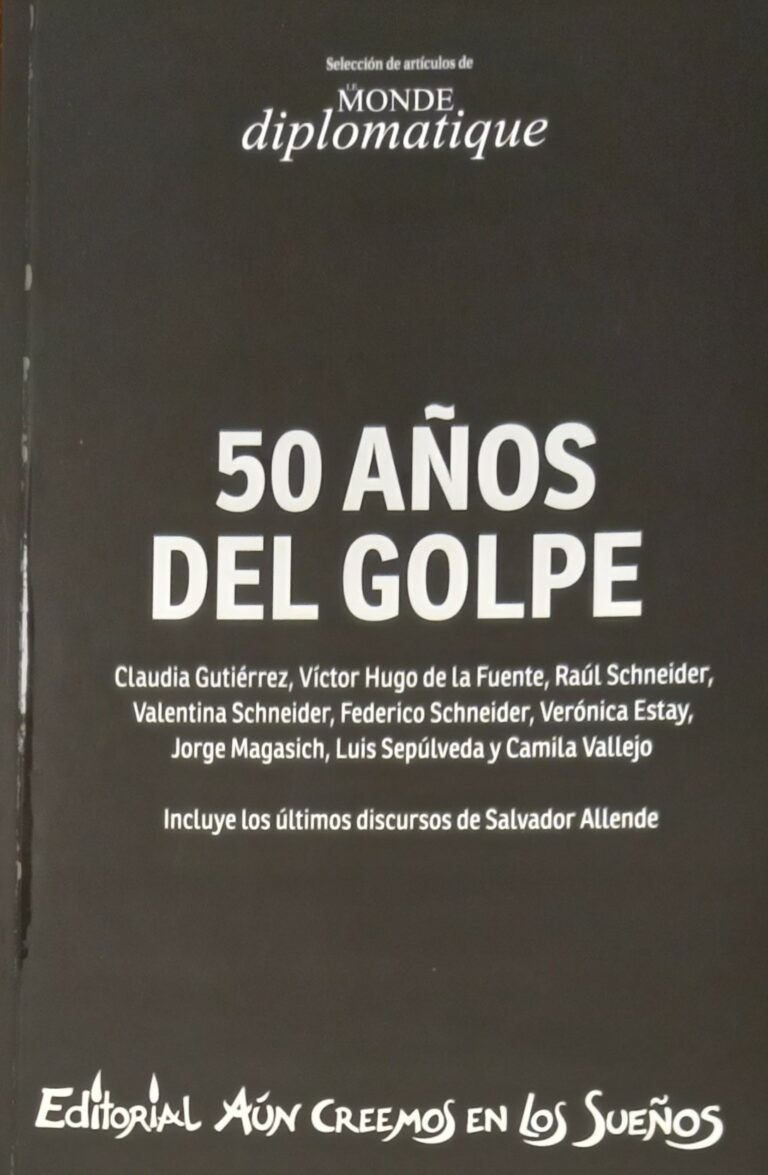 Selección de artículos de
LE
MONDE
diplomatique
50 AÑOS
DEL GOLPE
Claudia Gutiérrez, Víctor Hugo de la Fuente, Raúl Schneider,
Valentina Schneider, Federico Schneider, Verónica Estay,
Jorge Magasich, Luis Sepúlveda y Camila Vallejo
Incluye los últimos discursos de Salvador Allende
Editorial Aún Creemos en Los Sueños